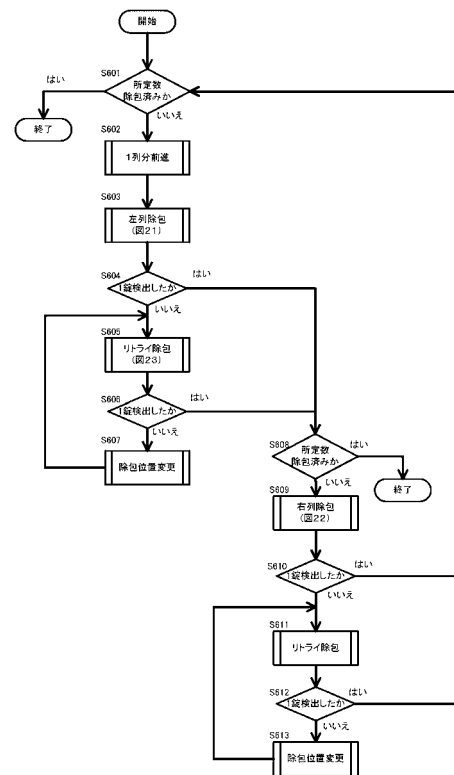 開始
S601
はい
所定数
除包済みか
いいえ
終了
S602
1列分前進
S603
左列除包
(図21)
S604
はい
1錠検出したか
いいえ
S605
リトライ除包
(図23)
S606
はい
1錠検出したか
いいえ
S607
除包位置変更
S608
はい
所定数
除包済みか
いいえ
終了
S609
右列除包
(図22)
S610
はい
1錠検出したか
いいえ
S611
リトライ除包
S612
はい
1錠検出したか
いいえ
S613
除包位置変更